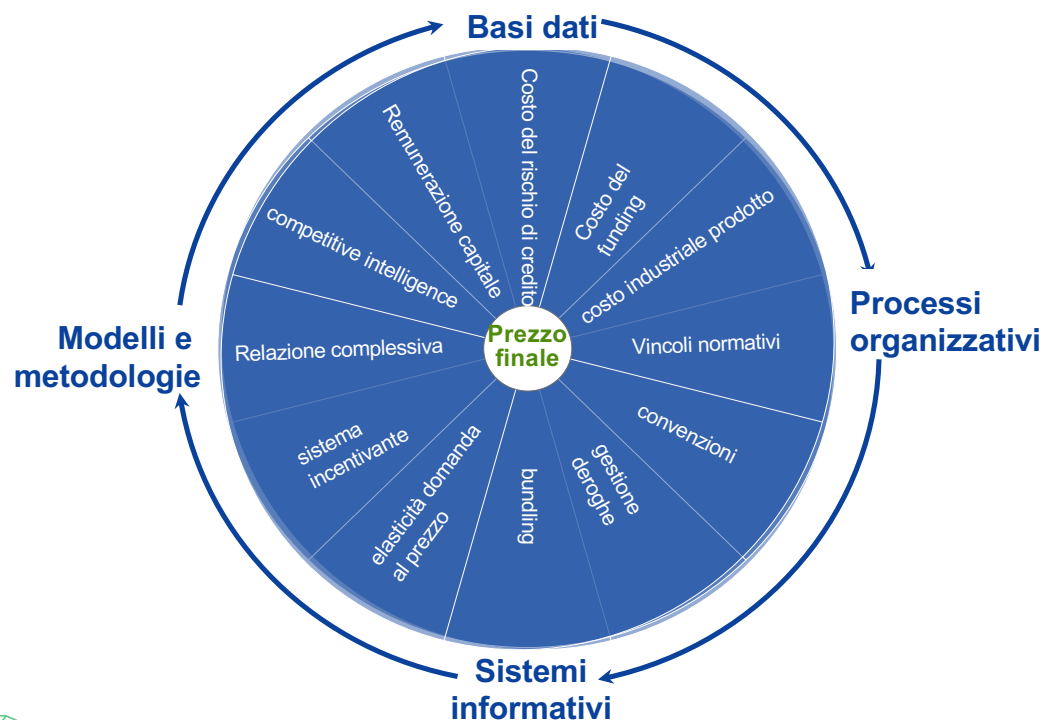 Basi dati
Costo del rischio di credito
Costo del
funding
costo industriale prodotto
Vincoli normativi
convenzioni
gestione
deroghe
bundling
elasticità domanda
al prezzo
sistema
incentivante
Relazione complessiva
competitive intelligence
Remunerazione capitale
Prezzo
finale
Processi
organizzativi
Sistemi
informativi
Modelli e
metodologie